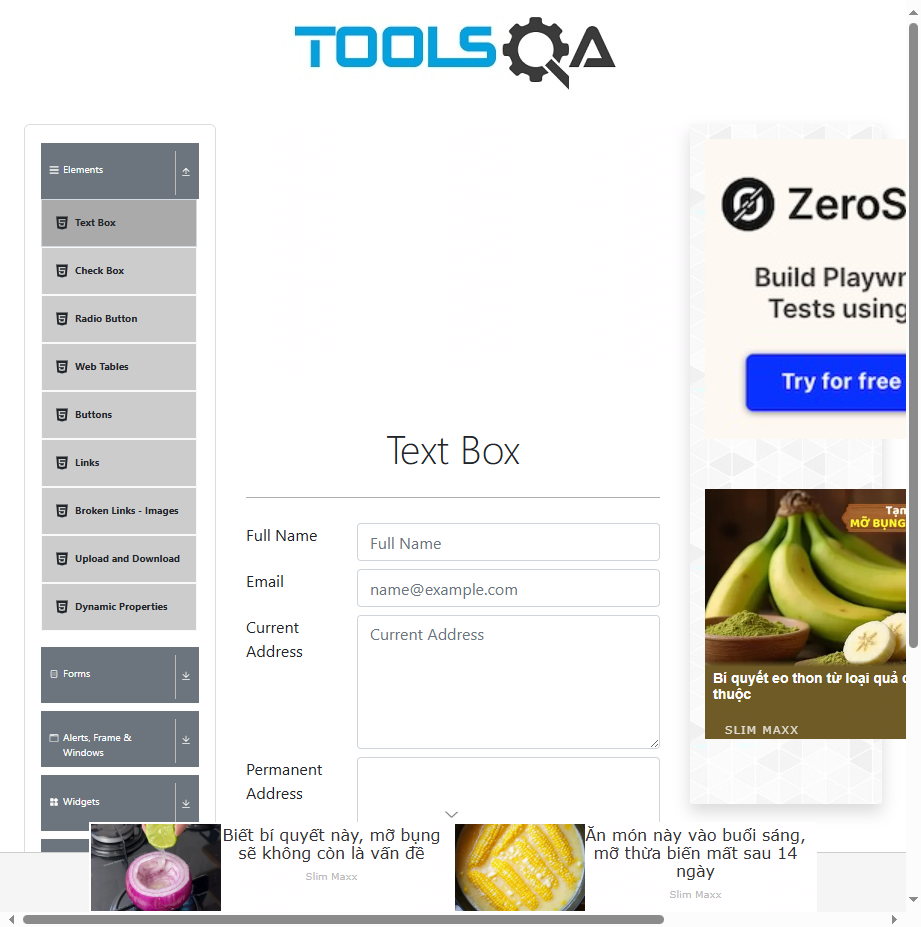 TOOLSQA
Elements
Text Box
Check Box
Radio Button
Web Tables
Buttons
Links
Broken Links - Images
Upload and Download
Dynamic Properties
Forms
Alerts, Frame &
Windows
Widgets
Text Box
Full Name
Full Name
Email
name@example.com
Current
Address
Current Address
Permanent
Address
ZeroS
Build Playwr
Tests using
Try for free
Tạm
MỠ BỤNG
Bí quyết eo thon từ loại quả
thuộc
SLIM MAXX
Biết bí quyết này, mỡ bụng
sẽ không còn là vấn đề
Slim Maxx
Ăn món này vào buổi sáng,
mỡ thừa biến mất sau 14
ngày
Slim Maxx